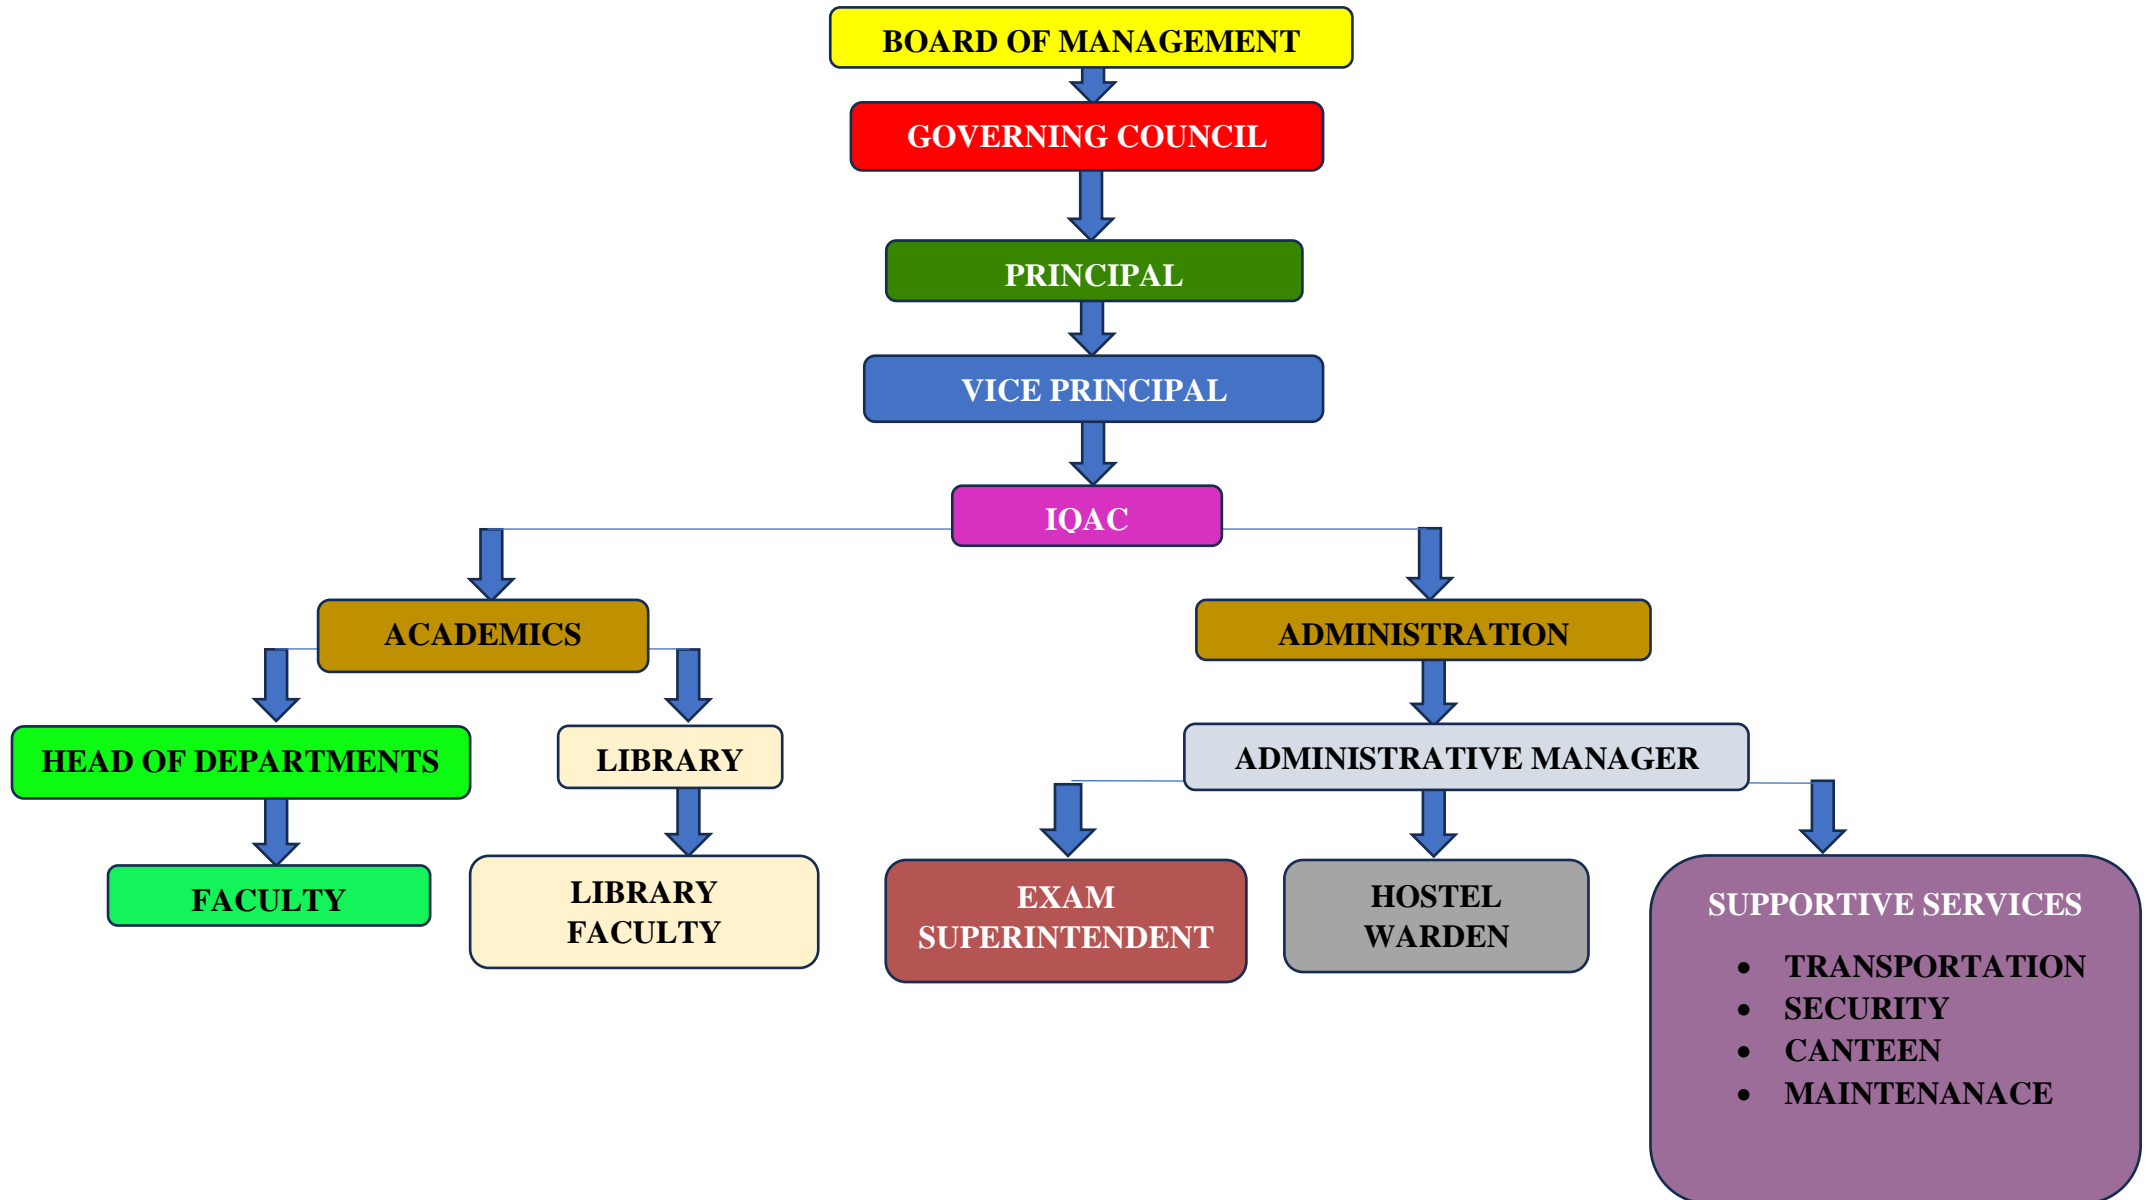 BOARD OF MANAGEMENT
GOVERNING COUNCIL
PRINCIPAL
VICE PRINCIPAL
IQAC
ACADEMICS
ADMINISTRATION
HEAD OF DEPARTMENTS
LIBRARY
ADMINISTRATIVE MANAGER
FACULTY
LIBRARY
FACULTY
EXAM
SUPERINTENDENT
HOSTEL
WARDEN
SUPPORTIVE SERVICES
• TRANSPORTATION
• SECURITY
• CANTEEN
• MAINTENANACE